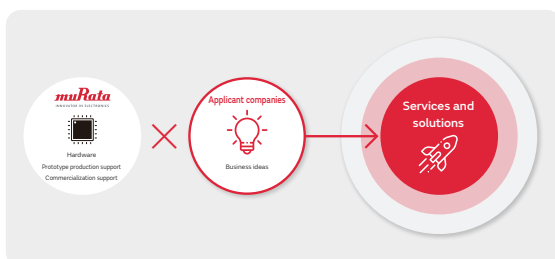 muRata
INNOVATOR IN ELECTRONICS
Hardware
Prototype production support
Commercialization support
Applicant companies
Business ideas
Services and
solutions